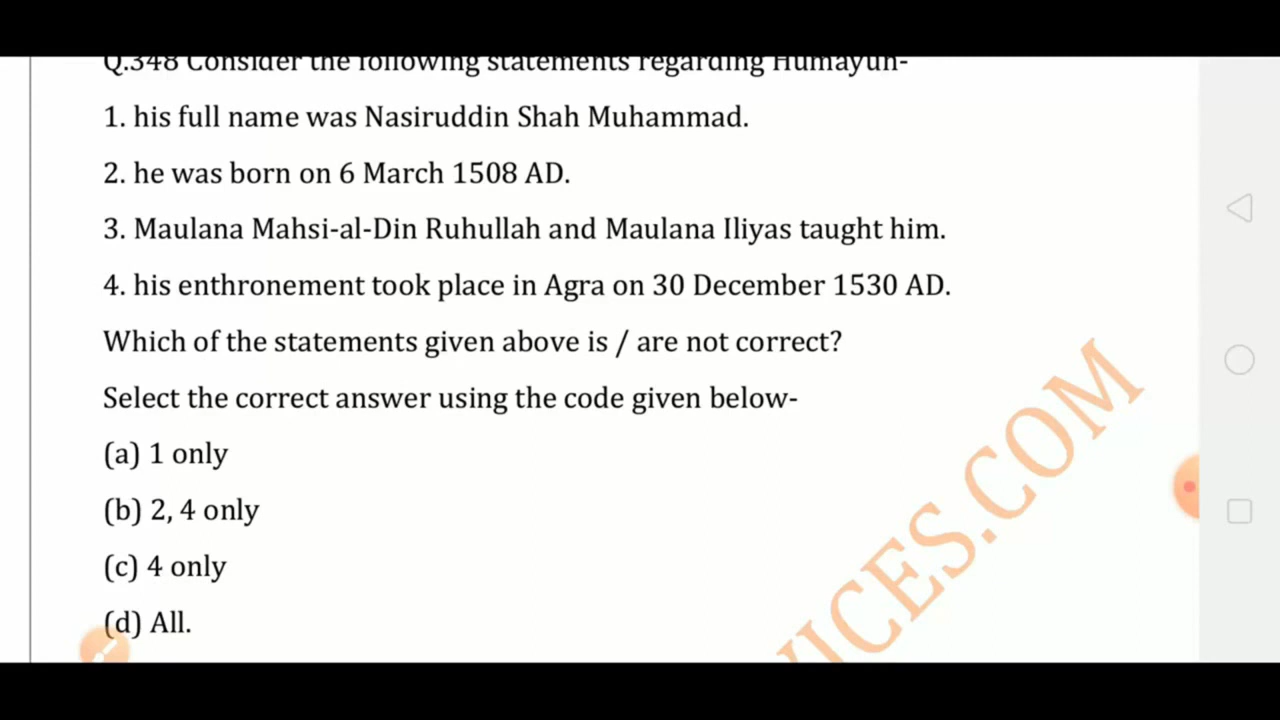 Q.348 Consider the following statements regarding Humayun-
1. his full name was Nasiruddin Shah Muhammad.
2. he was born on 6 March 1508 AD.
3. Maulana Mahsi-al-Din Ruhullah and Maulana Iliyas taught him.
4. his enthronement took place in Agra on 30 December 1530 AD.
Which of the statements given above is / are not correct?
Select the correct answer using the code given below-
(a) 1 only
(b) 2, 4 only
(c) 4 only
(d) All.
VICES.COM